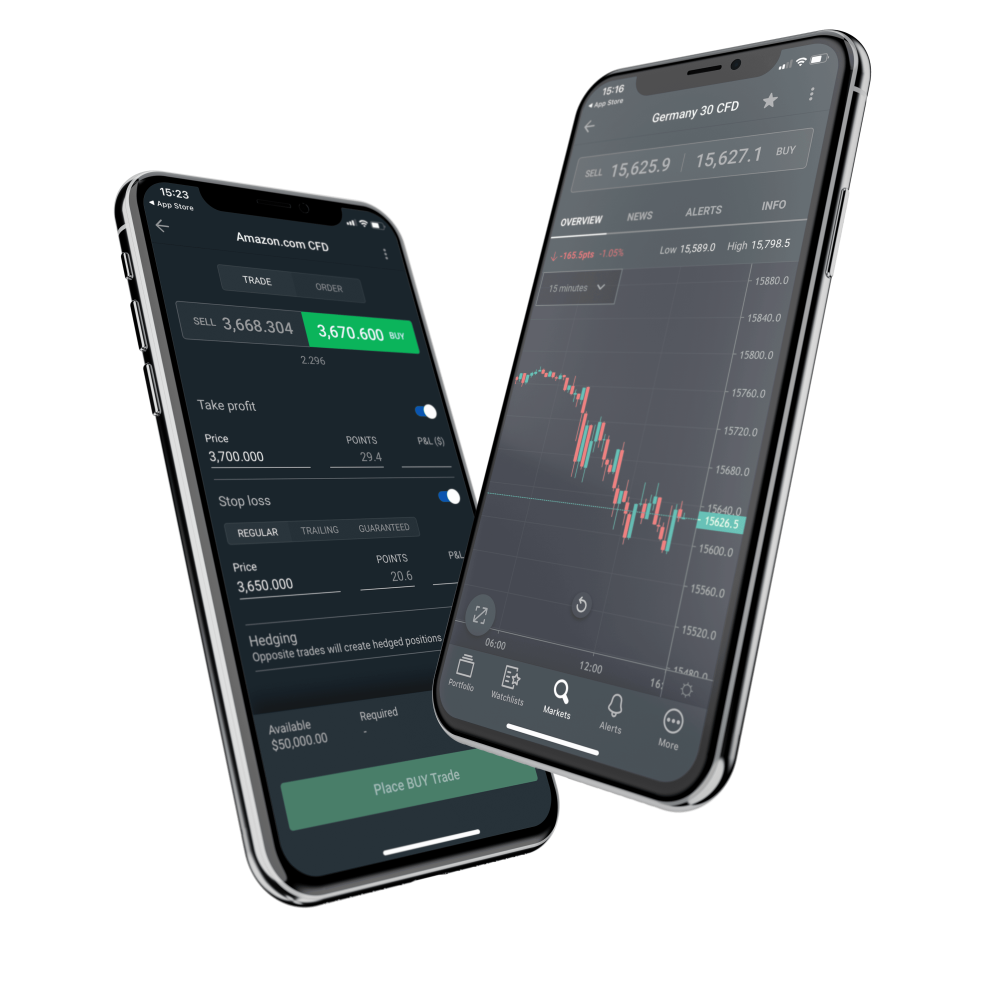 15:23
◀ App Store
Amazon.com CFD
TRADE
ORDER
SELL 3,668.304
3,670.600 BUY
2.296
Take profit
Price
POINTS
P&L ($)
3,700.000
29.4
Stop loss
REGULAR
TRAILING
GUARANTEED
Price
POINTS
P&L
3,650.000
20.6
Hedging
Opposite trades will create hedged positions
Available
Required
$50,000.00
-
Place BUY Trade
15:16
◀ App Store
Germany 30 CFD
SELL 15,625.9
15,627.1 BUY
OVERVIEW
NEWS
ALERTS
INFO
↓ -165.5pts -1.05%
Low 15,589.0
High 15,798.5
15 minutes
15880.0
15840.0
15800.0
15760.0
15720.0
15680.0
15640.0
15626.5
15600.0
15560.0
15520.0
15480.0
06:00
12:00
16:
Portfolio
Watchlists
Markets
Alerts
More